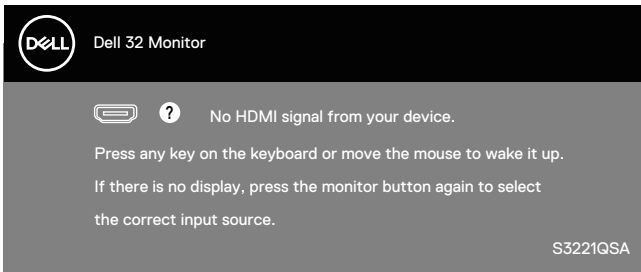 DELL
Dell 32 Monitor
? No HDMI signal from your device.
Press any key on the keyboard or move the mouse to wake it up.
If there is no display, press the monitor button again to select
the correct input source.
S3221QSA